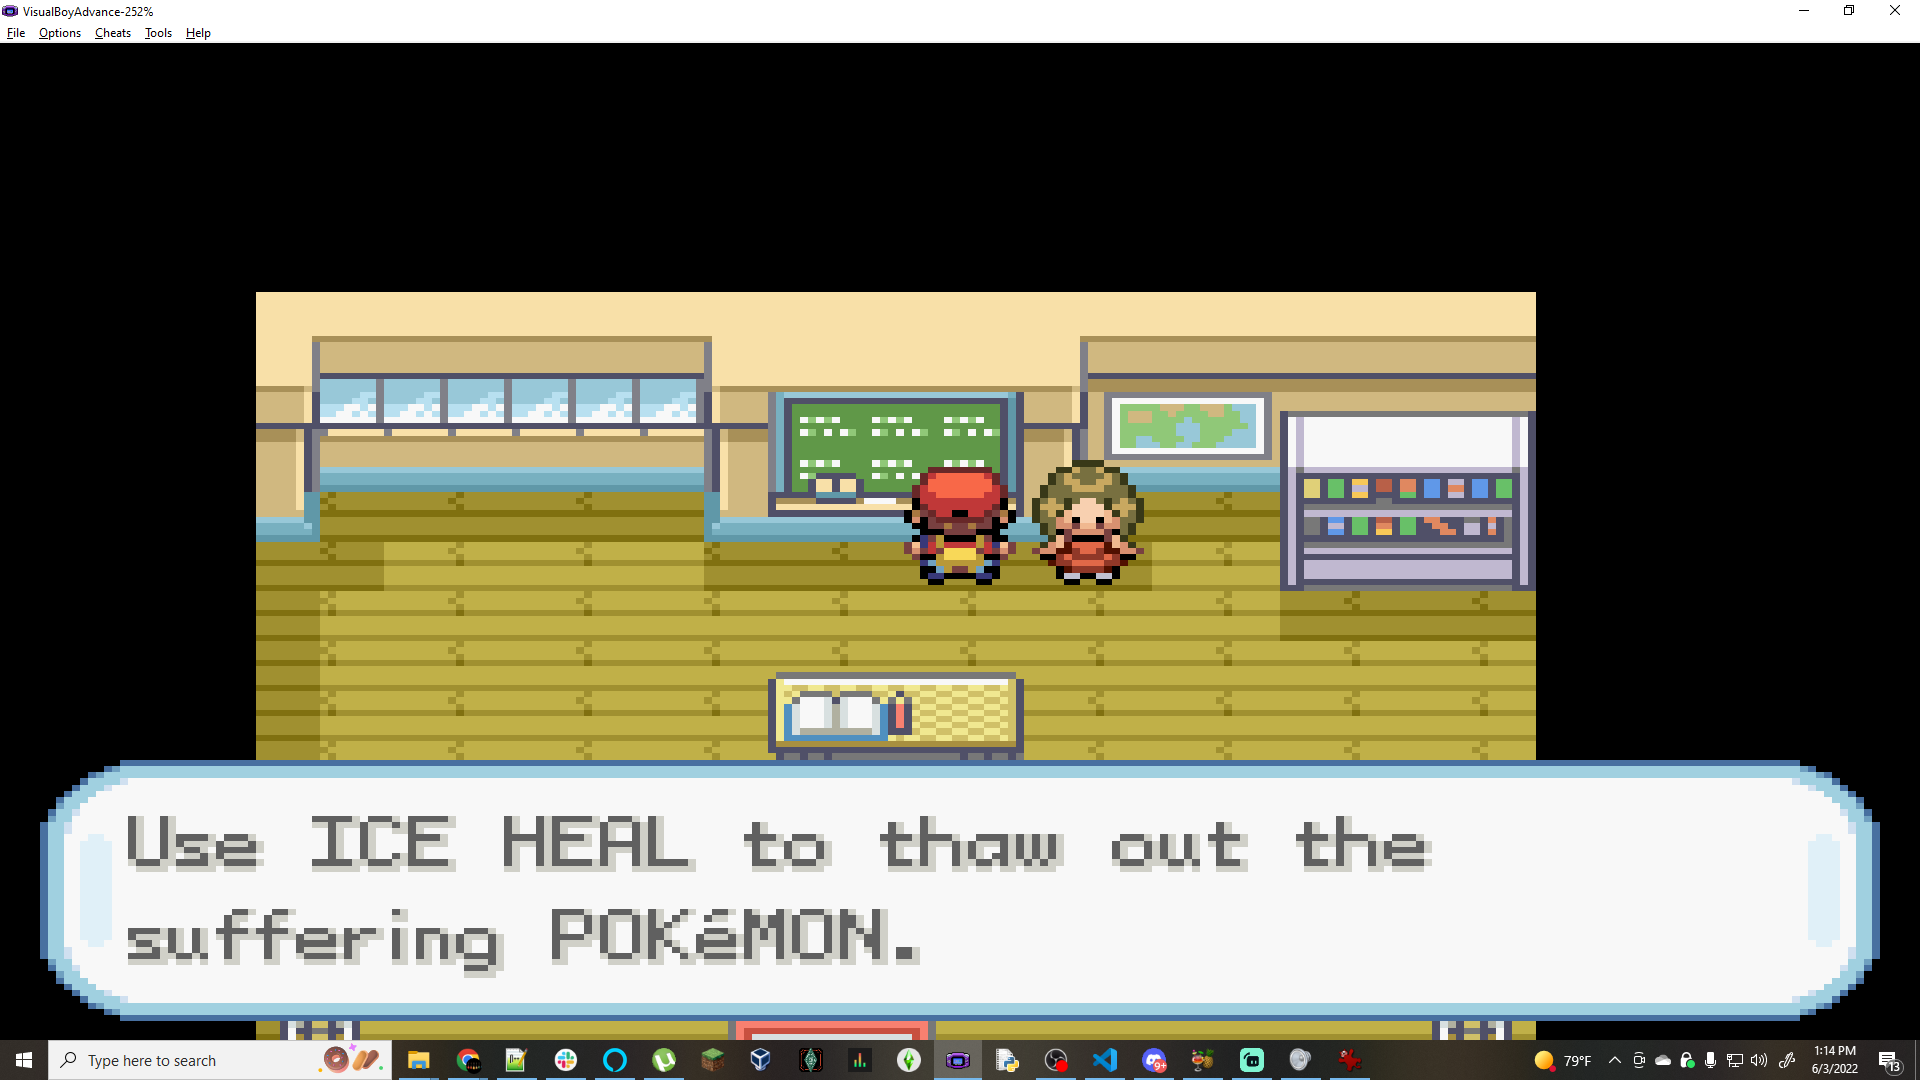 VisualBoyAdvance-252%
File Options Cheats Tools Help
Use ICE HEAL to thaw out the
suffering POKéMON.
Type here to search
9+
79°F
1:14 PM
6/3/2022
13